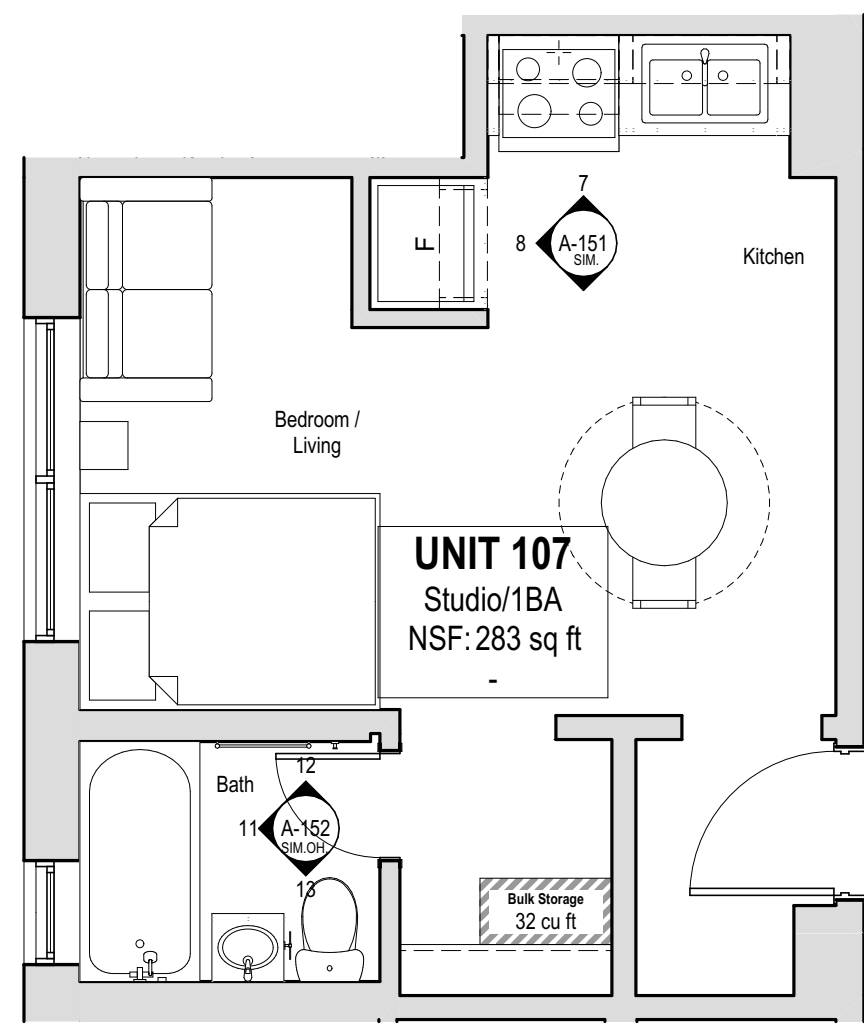 7
8
A-151
SIM.
Kitchen
F
Bedroom /
Living
UNIT 107
Studio/1BA
NSF: 283 sq ft
-
12
Bath
11
A-152
SIM.OH.
13
Bulk Storage
32 cu ft